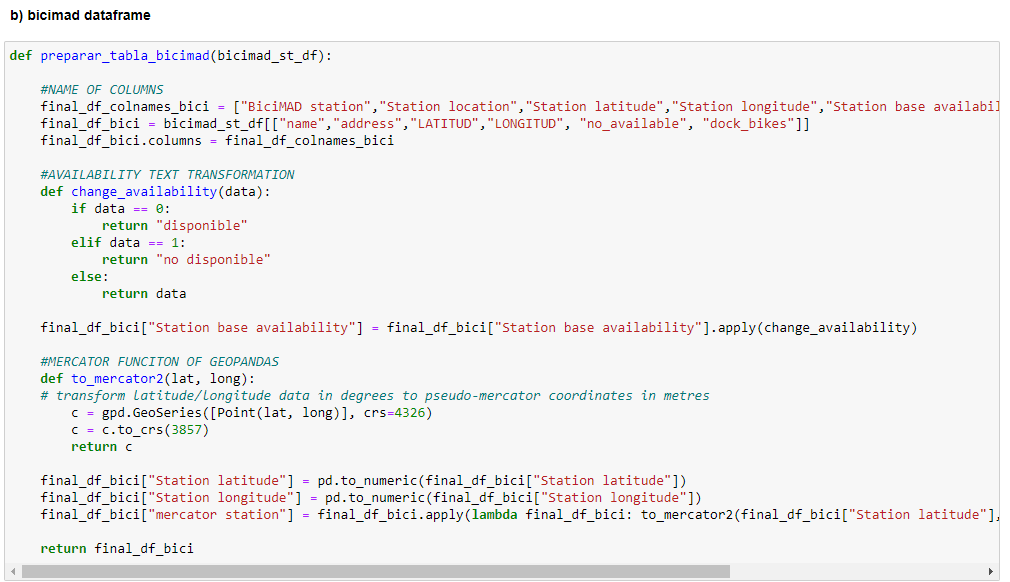 b) bicimad dataframe
def preparar_tabla_bicimad(bicimad_st_df):
#NAME OF COLUMNS
final_df_colnames_bici = ["BiciMAD station","Station location","Station latitude","Station longitude","Station base availabil
final_df_bici = bicimad_st_df[["name","address","LATITUD","LONGITUD", "no_available", "dock_bikes"]]
final_df_bici.columns = final_df_colnames_bici
#AVAILABILITY TEXT TRANSFORMATION
def change_availability(data):
if data == 0:
return "disponible"
elif data == 1:
return "no disponible"
else:
return data
final_df_bici["Station base availability"] = final_df_bici["Station base availability"].apply(change_availability)
#MERCATOR FUNCITON OF GEOPANDAS
def to_mercator2(lat, long):
# transform latitude/longitude data in degrees to pseudo-mercator coordinates in metres
c = gpd.GeoSeries([Point(lat, long)], crs=4326)
c = c.to_crs(3857)
return c
final_df_bici["Station latitude"] = pd.to_numeric(final_df_bici["Station latitude"])
final_df_bici["Station longitude"] = pd.to_numeric(final_df_bici["Station longitude"])
final_df_bici["mercator station"] = final_df_bici.apply(lambda final_df_bici: to_mercator2(final_df_bici["Station latitude"],
return final_df_bici